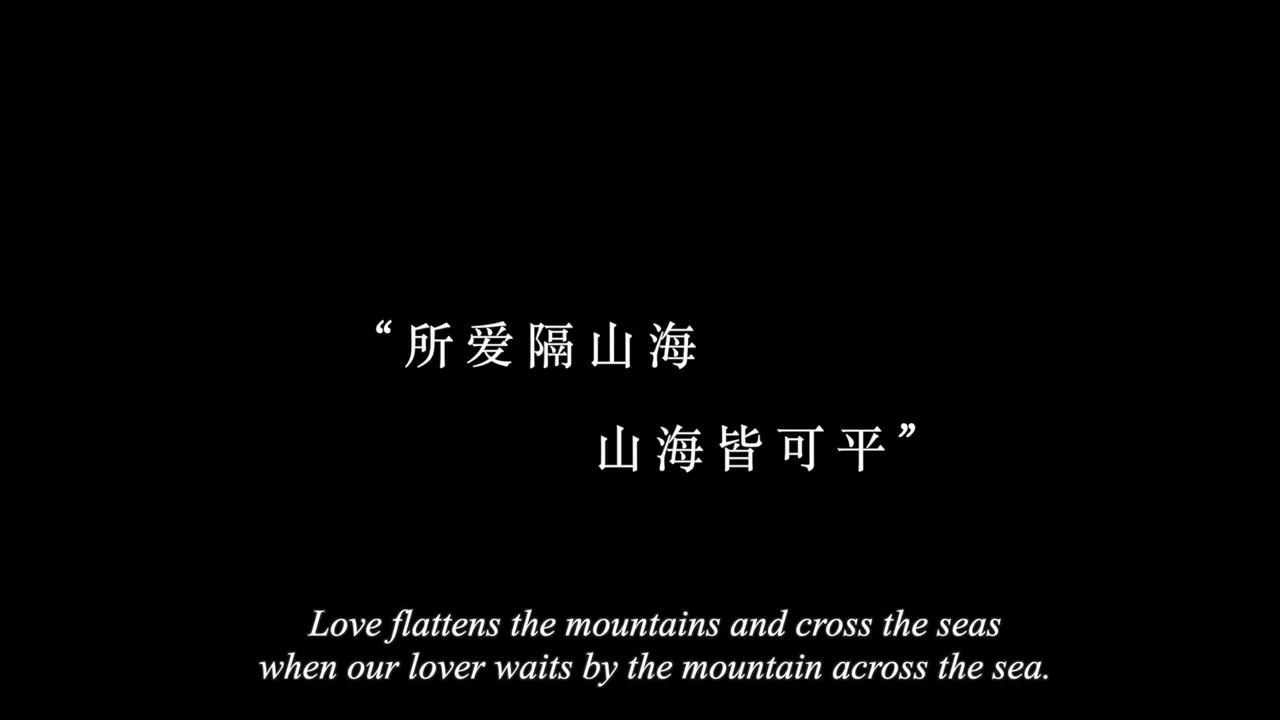 “所爱隔山海
山海皆可平”
Love flattens the mountains and cross the seas
when our lover waits by the mountain across the sea.